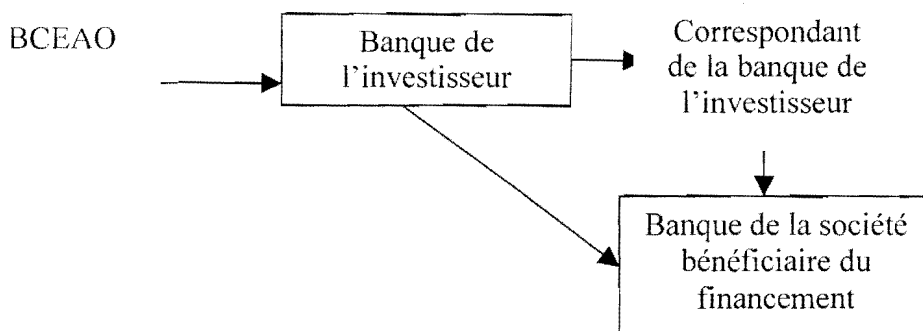 BCEAO
Banque de
l'investisseur
Correspondant
de la banque de
l'investisseur
Banque de la société
bénéficiaire du
financement